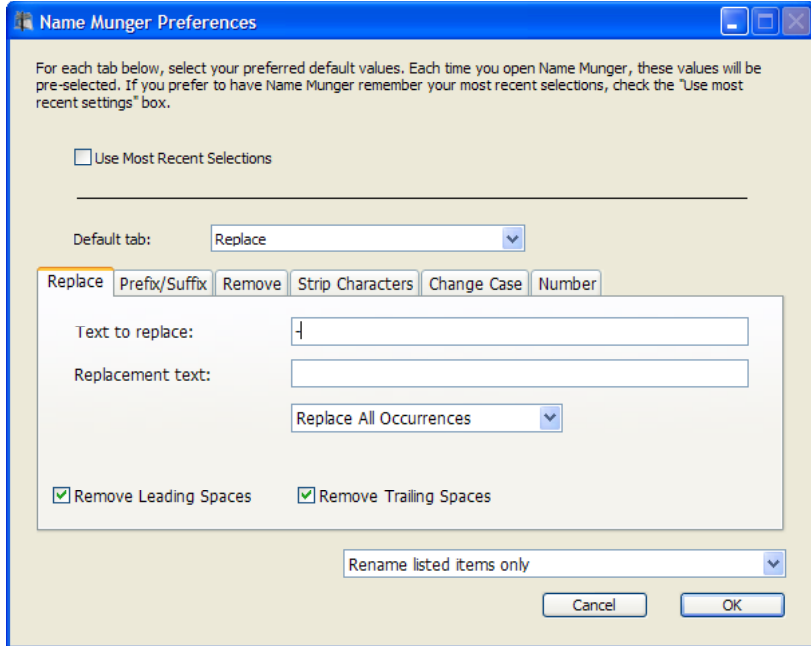 Name Munger Preferences
For each tab below, select your preferred default values. Each time you open Name Munger, these values will be
pre-selected. If you prefer to have Name Munger remember your most recent selections, check the "Use most
recent settings" box.
Use Most Recent Selections
Default tab: Replace
Replace Prefix/Suffix Remove Strip Characters Change Case Number
Text to replace: -
Replacement text:
Replace All Occurrences
Remove Leading Spaces Remove Trailing Spaces
Rename listed items only
Cancel OK